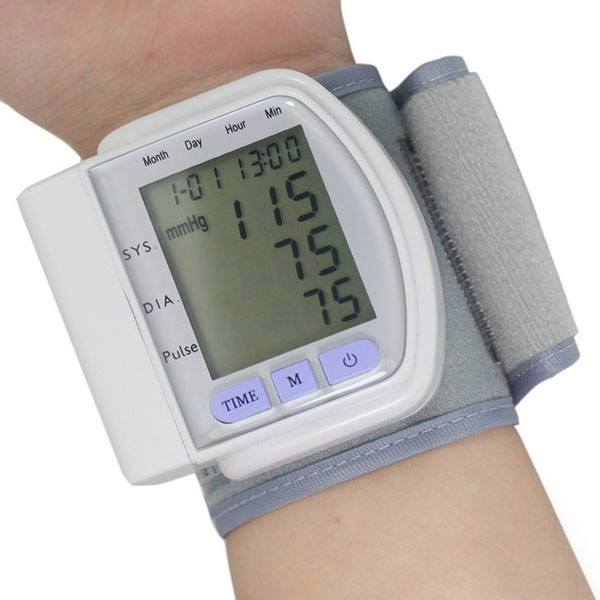 Month Day Hour Min
1-01 13:00
mmHg
SYS. 115
DIA. 75
Pulse 75
TIME M